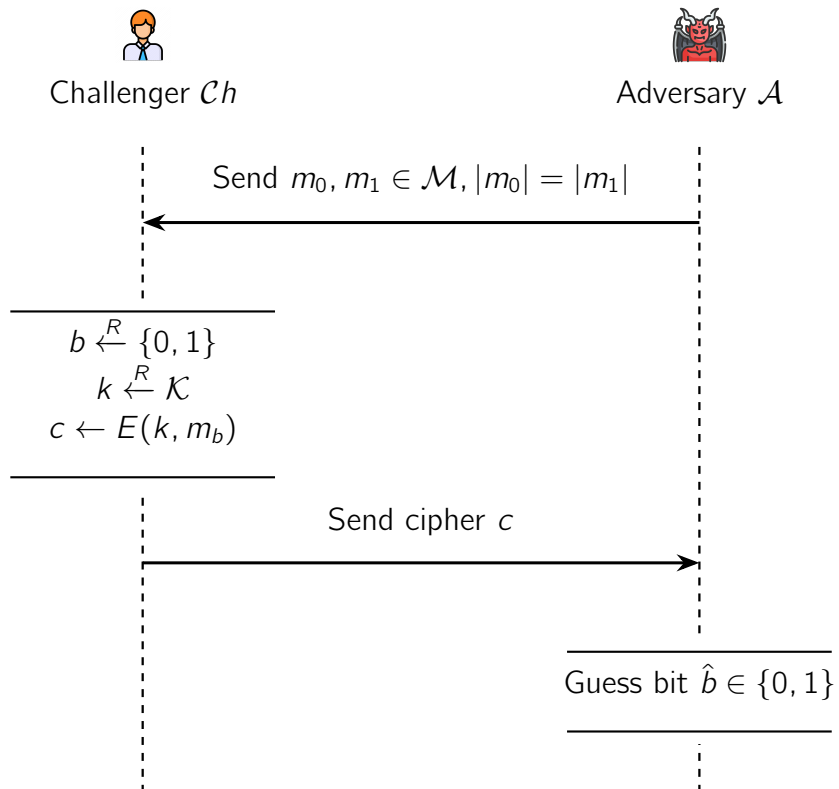 Challenger 𝒞h
Adversary 𝒜
Send m₀, m₁ ∈ ℳ, |m₀| = |m₁|
b ←ᴿ {0, 1}
k ←ᴿ 𝒦
c ← E(k, m_b)
Send cipher c
Guess bit b̂ ∈ {0, 1}